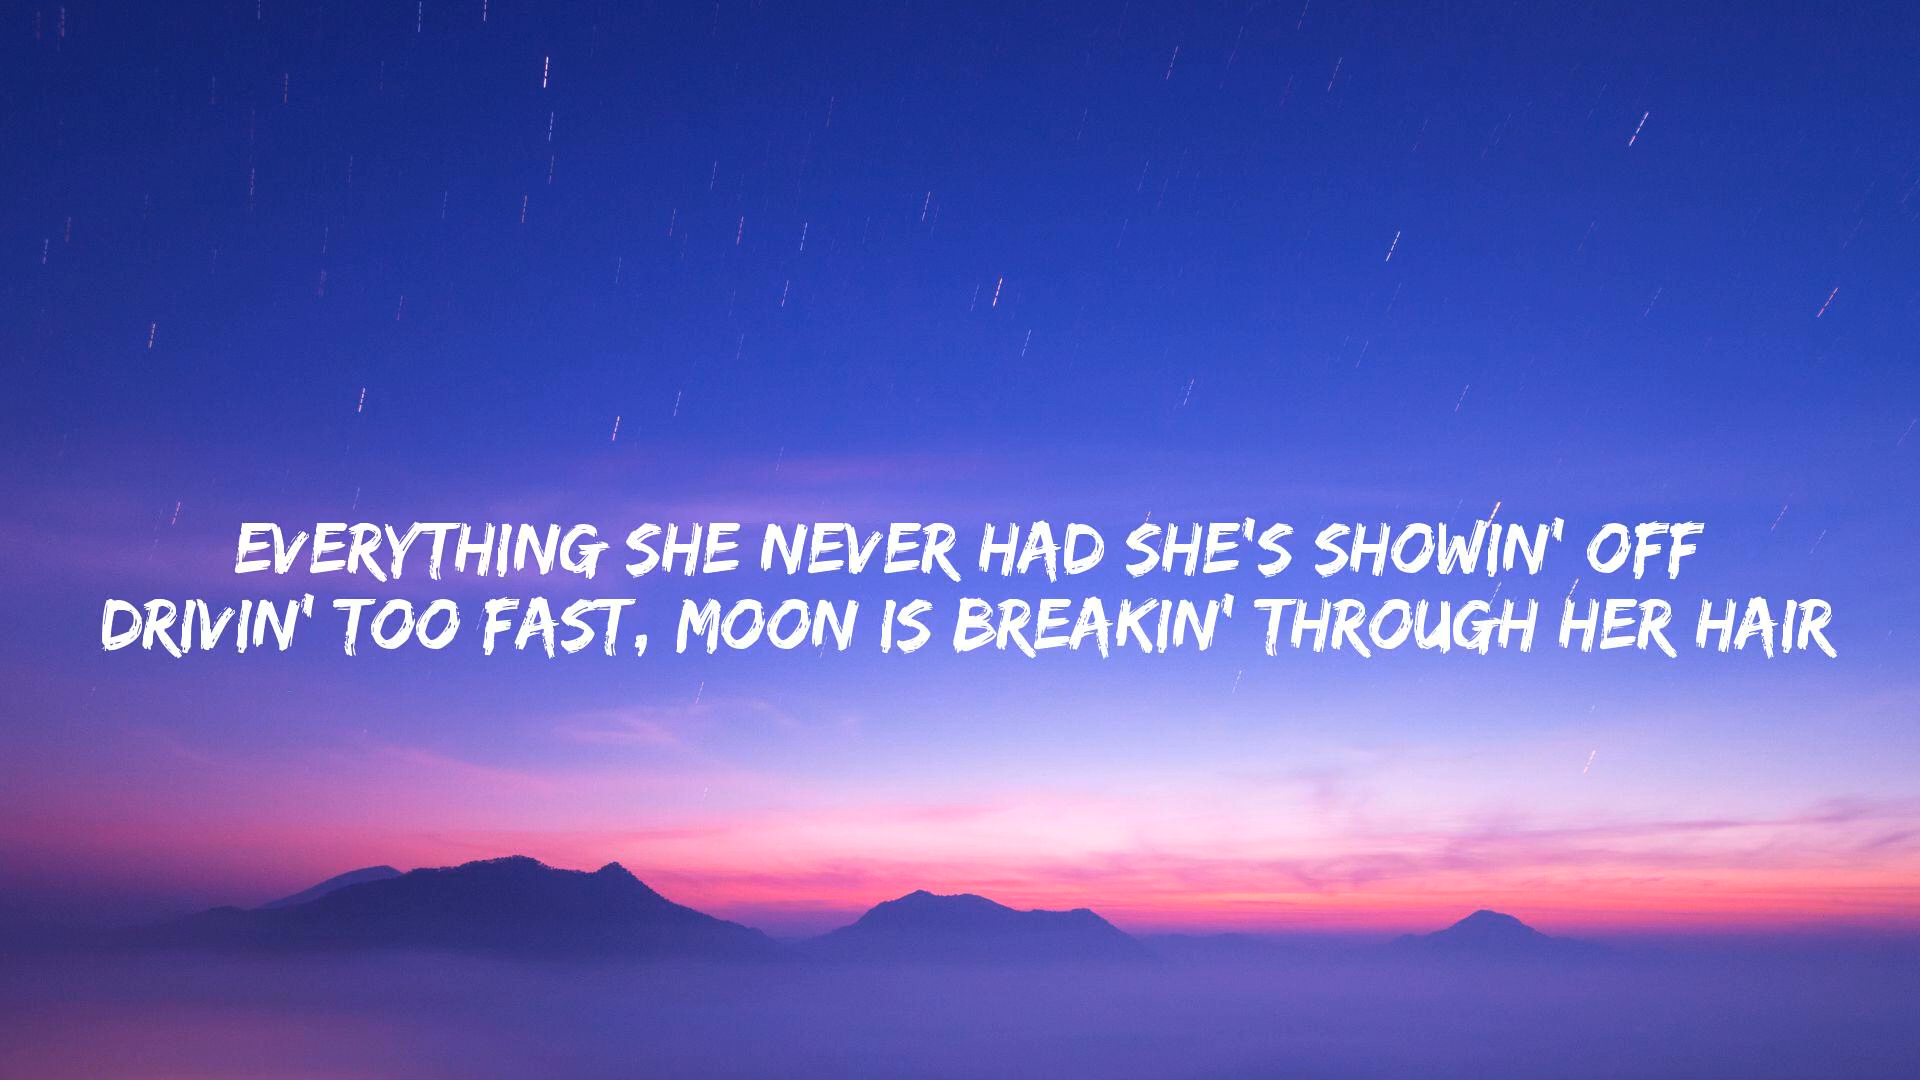 EVERYTHING SHE NEVER HAD SHE'S SHOWIN' OFF
DRIVIN' TOO FAST, MOON IS BREAKIN' THROUGH HER HAIR